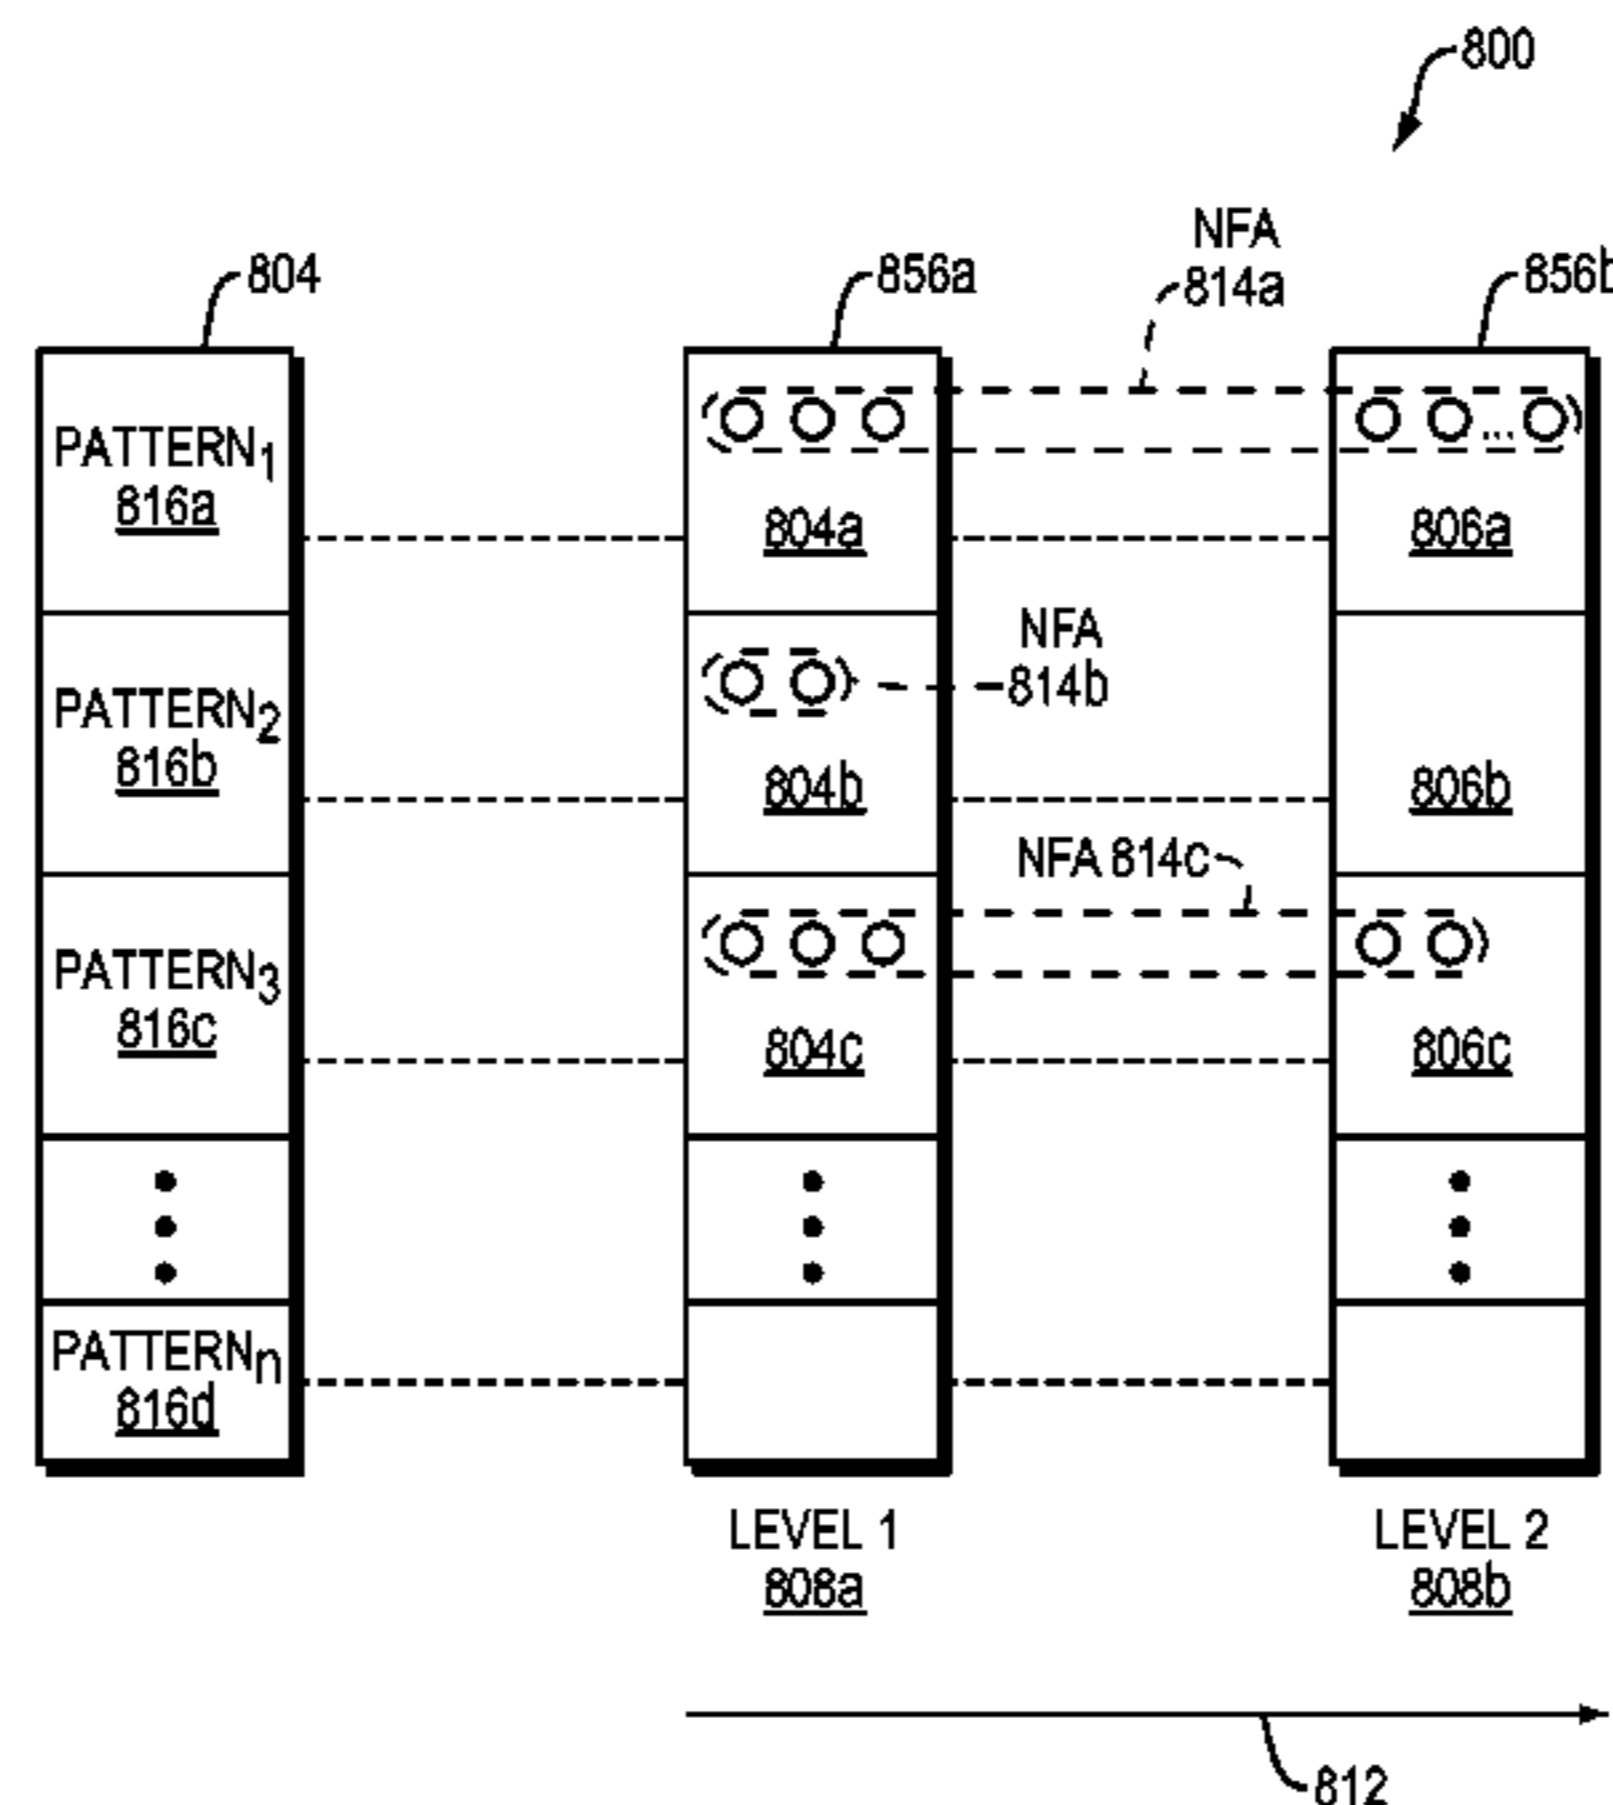 800
NFA
814a
804
856a
856b
PATTERN1
816a
804a
806a
NFA
814b
PATTERN2
816b
804b
806b
NFA 814c
PATTERN3
816c
804c
806c
PATTERNn
816d
LEVEL 1
808a
LEVEL 2
808b
812